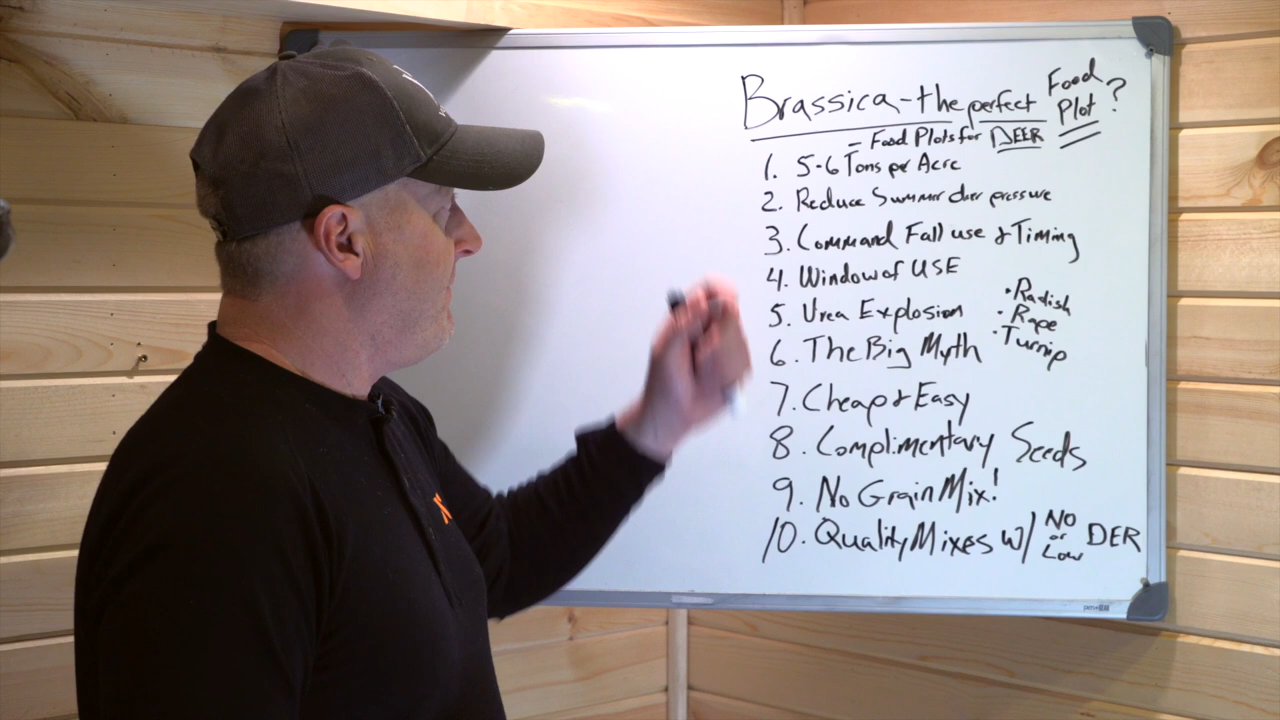 Brassica - the perfect Food Plot ?
- Food Plots for DEER
1. 5-6 Tons per Acre
2. Reduce Summer deer pressure
3. Command Fall use & Timing
4. Window of USE
5. Urea Explosion
• Radish
• Rape
• Turnip
6. The Big Myth
7. Cheap & Easy
8. Complimentary Seeds
9. No Grain Mix!
10. Quality Mixes w/ NO or Low DER